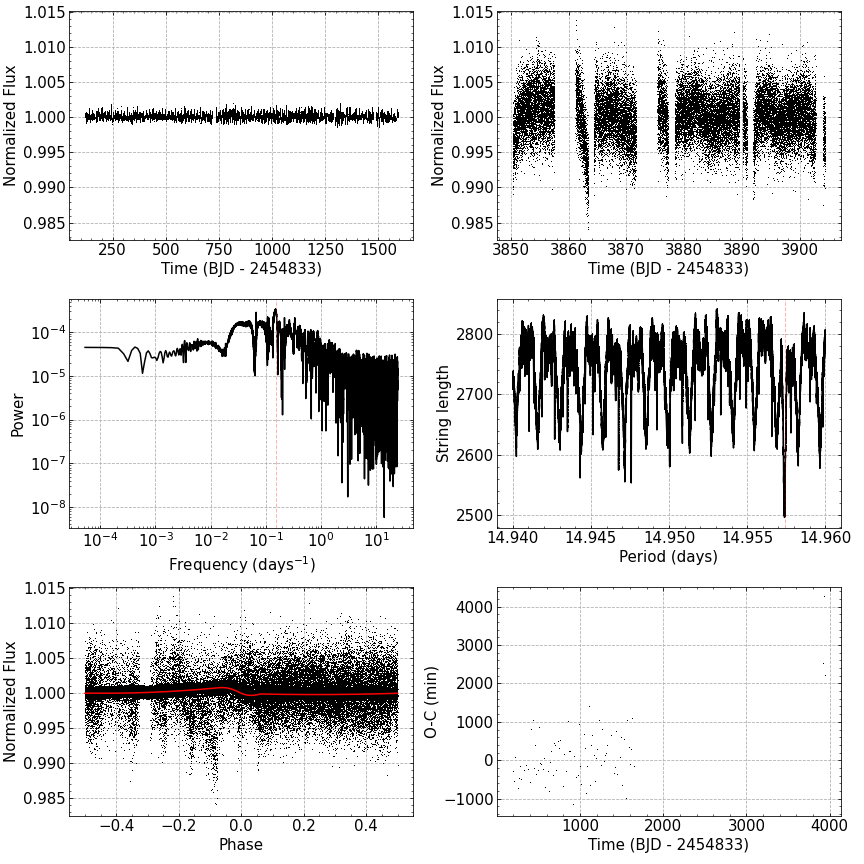 1.015
1.010
1.005
1.000
0.995
0.990
0.985
Normalized Flux
250 500 750 1000 1250 1500
Time (BJD - 2454833)
1.015
1.010
1.005
1.000
0.995
0.990
0.985
Normalized Flux
3850 3860 3870 3880 3890 3900
Time (BJD - 2454833)
10⁻⁴
10⁻⁵
10⁻⁶
10⁻⁷
10⁻⁸
Power
10⁻⁴ 10⁻³ 10⁻² 10⁻¹ 10⁰ 10¹
Frequency (days⁻¹)
2800
2700
2600
2500
String length
14.940 14.945 14.950 14.955 14.960
Period (days)
1.015
1.010
1.005
1.000
0.995
0.990
0.985
Normalized Flux
−0.4 −0.2 0.0 0.2 0.4
Phase
4000
3000
2000
1000
0
−1000
O-C (min)
1000 2000 3000 4000
Time (BJD - 2454833)